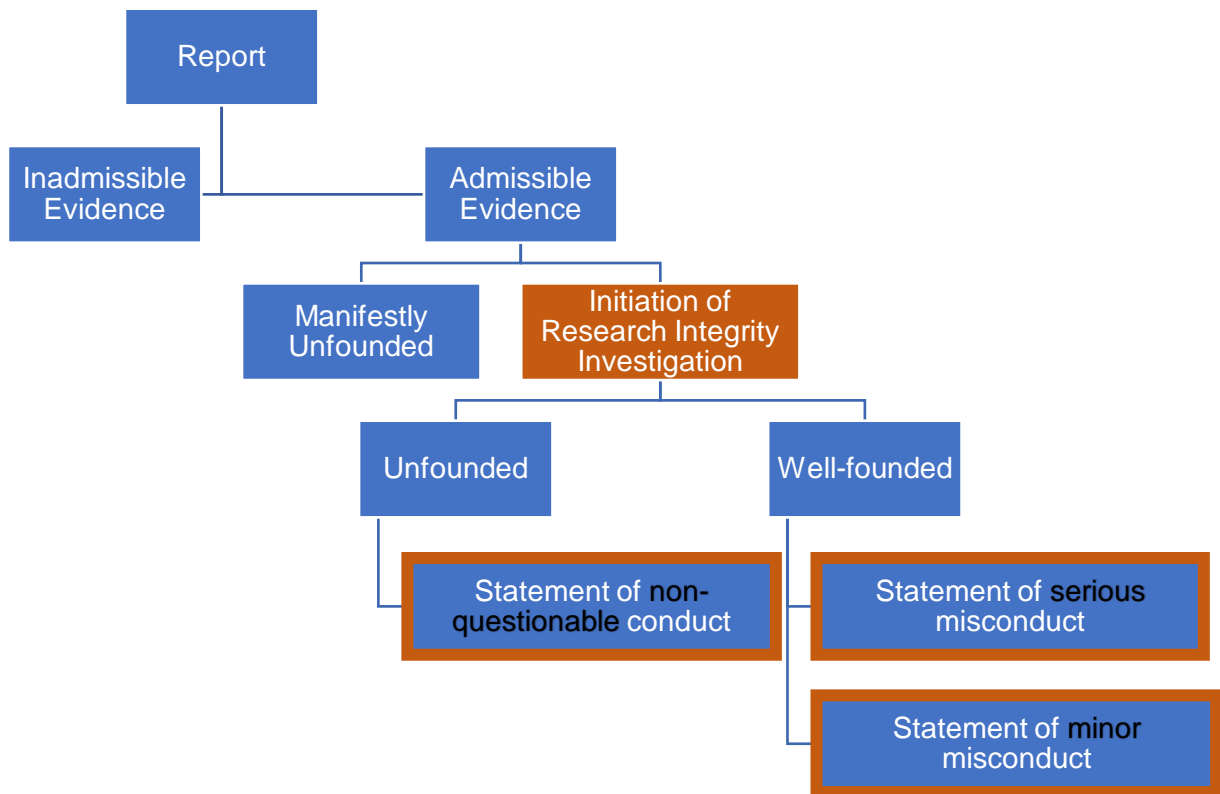 Report
Inadmissible
Evidence
Admissible
Evidence
Manifestly
Unfounded
Initiation of
Research Integrity
Investigation
Unfounded
Well-founded
Statement of non-
questionable conduct
Statement of serious
misconduct
Statement of minor
misconduct